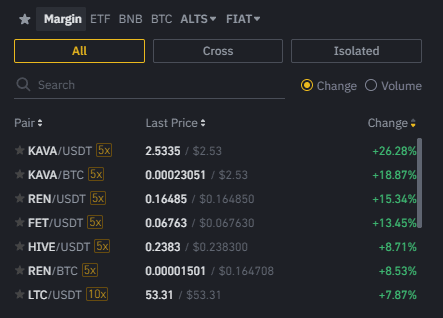 Margin ETF BNB BTC ALTS FIAT
All Cross Isolated
Search Change Volume
Pair Last Price Change
KAVA/USDT 5x 2.5335 / $2.53 +26.28%
KAVA/BTC 5x 0.00023051 / $2.53 +18.87%
REN/USDT 5x 0.16485 / $0.164850 +15.34%
FET/USDT 5x 0.06763 / $0.067630 +13.45%
HIVE/USDT 5x 0.2383 / $0.238300 +8.71%
REN/BTC 5x 0.00001501 / $0.164708 +8.53%
LTC/USDT 10x 53.31 / $53.31 +7.87%